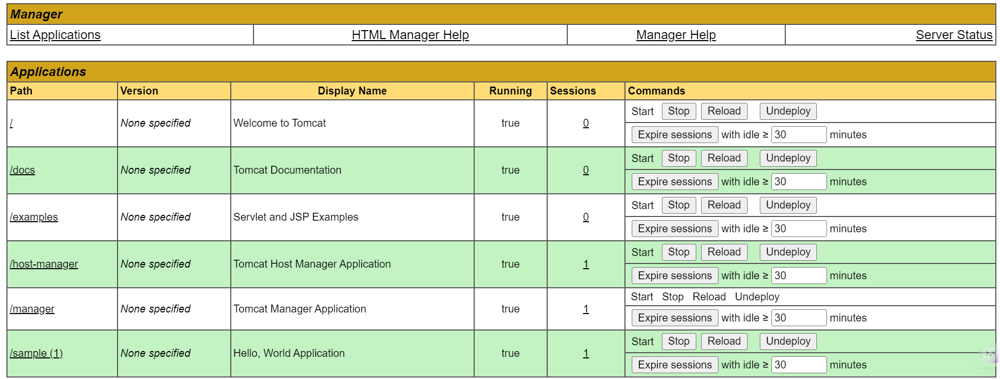 Manager
List Applications HTML Manager Help Manager Help Server Status
Applications
Path Version Display Name Running Sessions Commands
/ None specified Welcome to Tomcat true 0 Start Stop Reload Undeploy
Expire sessions with idle ≥ 30 minutes
/docs None specified Tomcat Documentation true 0 Start Stop Reload Undeploy
Expire sessions with idle ≥ 30 minutes
/examples None specified Servlet and JSP Examples true 0 Start Stop Reload Undeploy
Expire sessions with idle ≥ 30 minutes
/host-manager None specified Tomcat Host Manager Application true 1 Start Stop Reload Undeploy
Expire sessions with idle ≥ 30 minutes
/manager None specified Tomcat Manager Application true 1 Start Stop Reload Undeploy
Expire sessions with idle ≥ 30 minutes
/sample (1) None specified Hello, World Application true 1 Start Stop Reload Undeploy
Expire sessions with idle ≥ 30 minutes